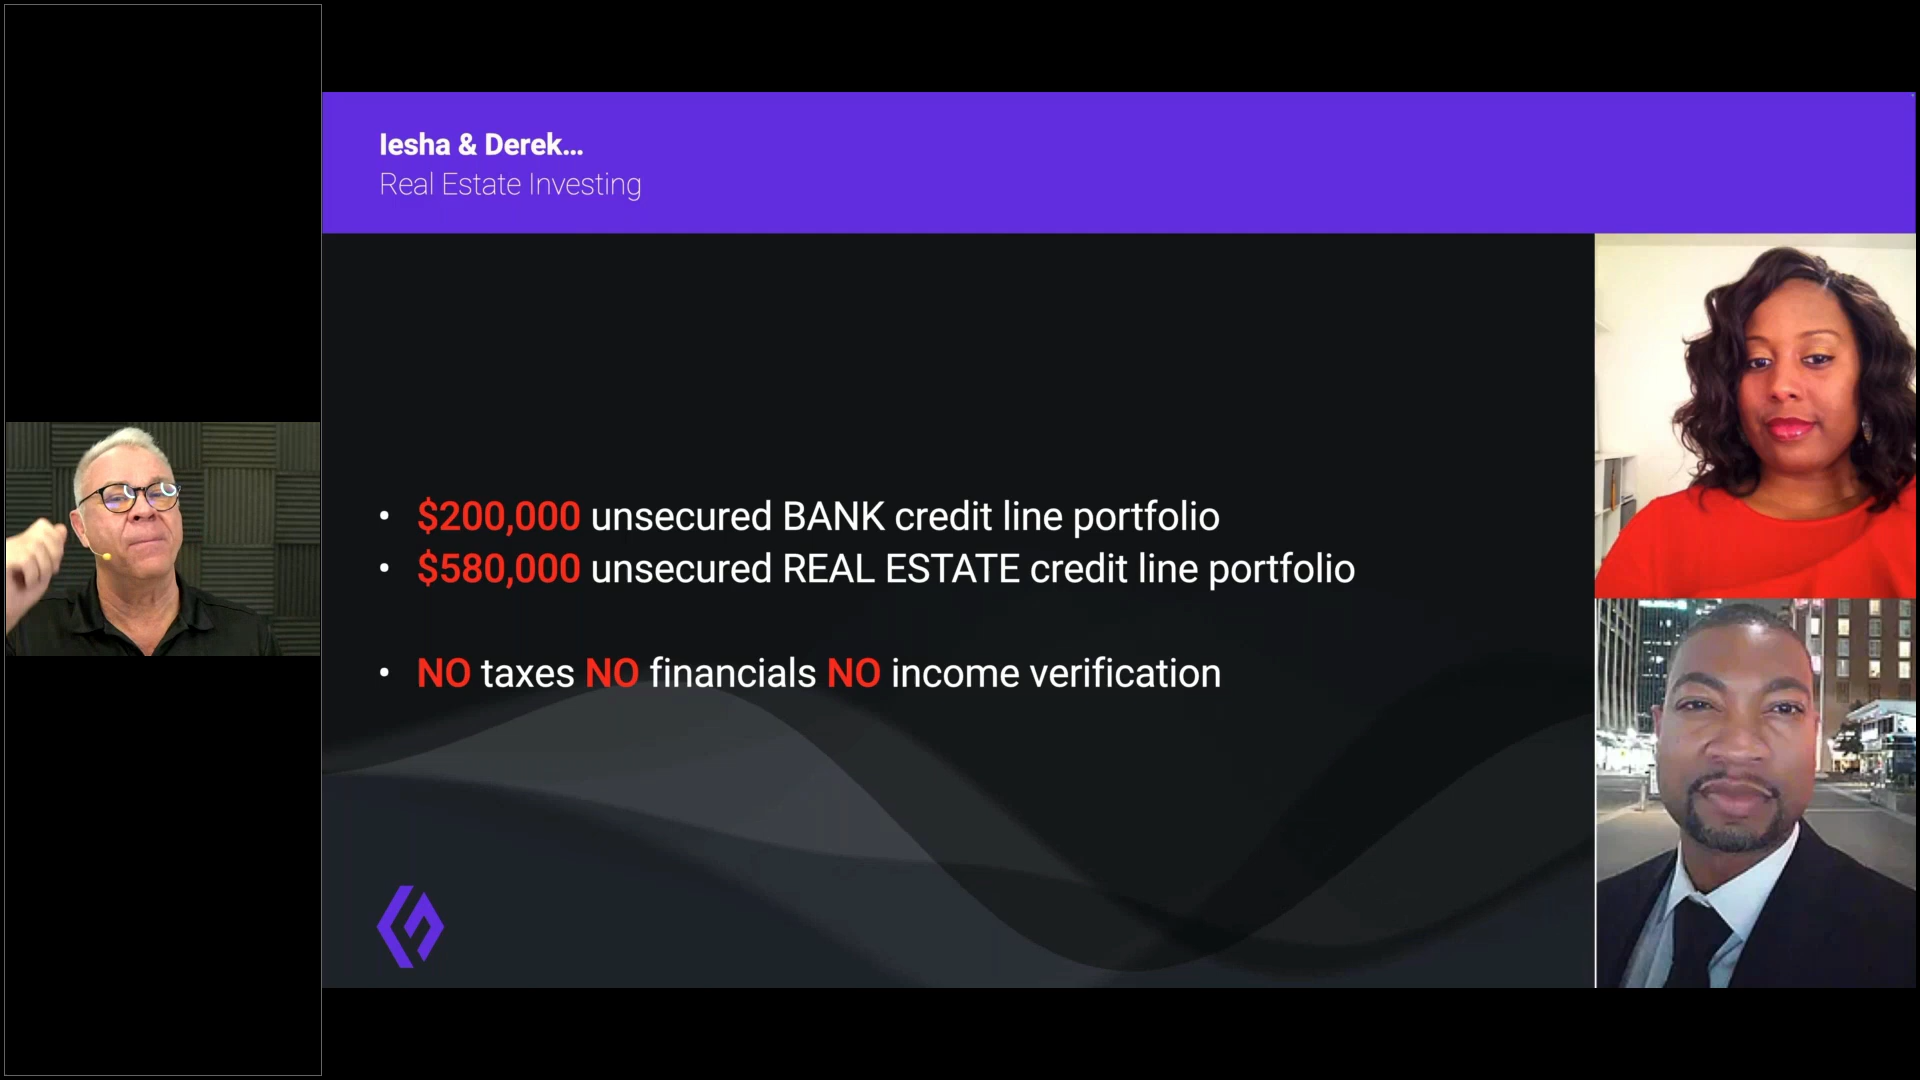 Iesha & Derek...
Real Estate Investing
• $200,000 unsecured BANK credit line portfolio
• $580,000 unsecured REAL ESTATE credit line portfolio
• NO taxes NO financials NO income verification